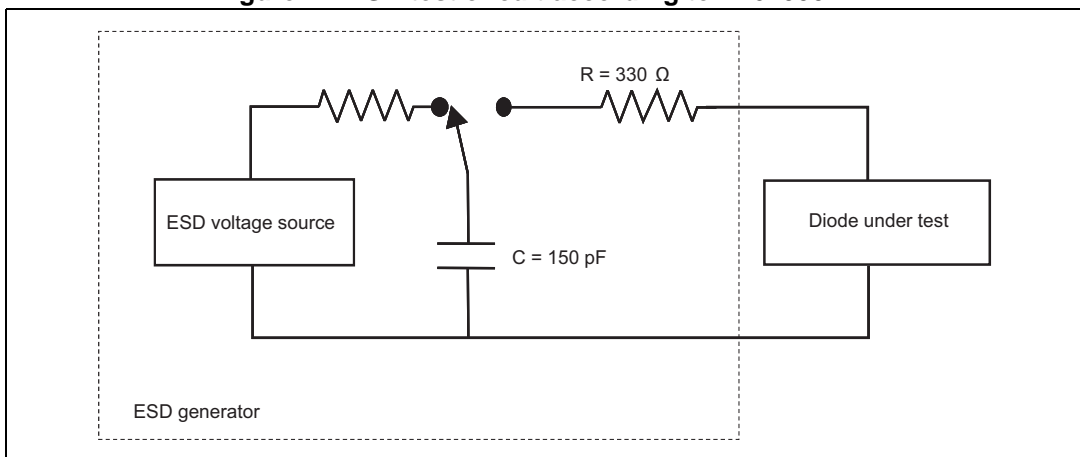 R = 330 Ω
ESD voltage source
Diode under test
C = 150 pF
ESD generator